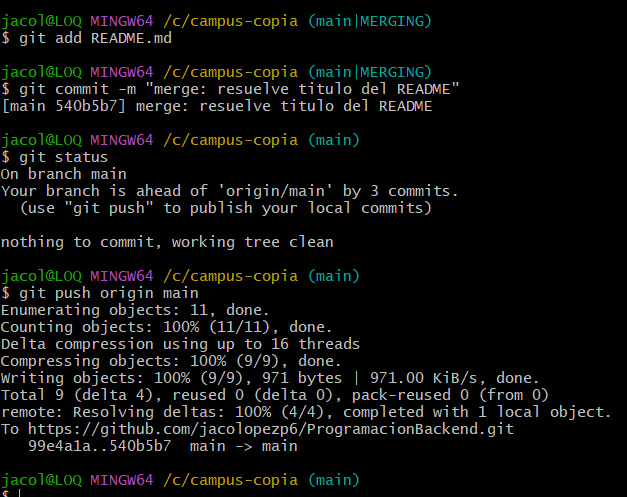 jacol@LOQ MINGW64 /c/campus-copia (main|MERGING)
$ git add README.md
jacol@LOQ MINGW64 /c/campus-copia (main|MERGING)
$ git commit -m "merge: resuelve titulo del README"
[main 540b5b7] merge: resuelve titulo del README
jacol@LOQ MINGW64 /c/campus-copia (main)
$ git status
On branch main
Your branch is ahead of 'origin/main' by 3 commits.
  (use "git push" to publish your local commits)
nothing to commit, working tree clean
jacol@LOQ MINGW64 /c/campus-copia (main)
$ git push origin main
Enumerating objects: 11, done.
Counting objects: 100% (11/11), done.
Delta compression using up to 16 threads
Compressing objects: 100% (9/9), done.
Writing objects: 100% (9/9), 971 bytes | 971.00 KiB/s, done.
Total 9 (delta 4), reused 0 (delta 0), pack-reused 0 (from 0)
remote: Resolving deltas: 100% (4/4), completed with 1 local object.
To https://github.com/jacolopezp6/ProgramacionBackend.git
   99e4a1a..540b5b7  main -> main
jacol@LOQ MINGW64 /c/campus-copia (main)
$